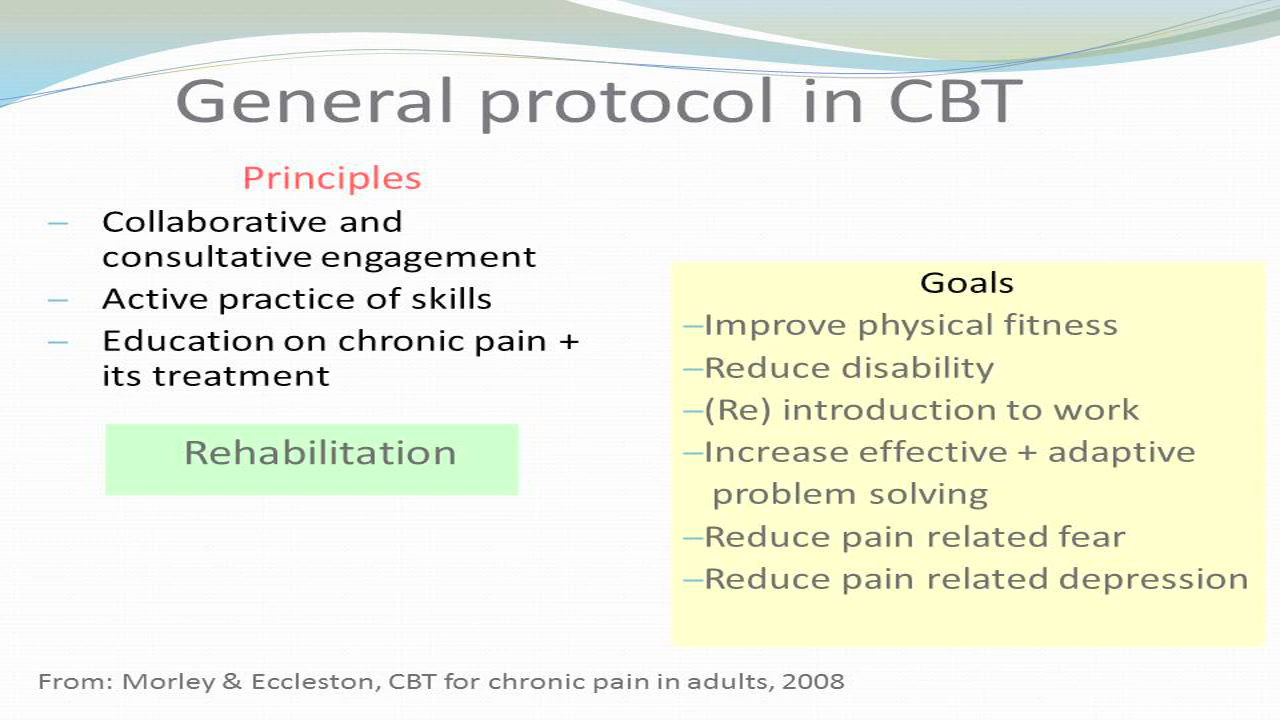 General protocol in CBT
Principles
– Collaborative and
consultative engagement
– Active practice of skills
– Education on chronic pain +
its treatment
Rehabilitation
Goals
–Improve physical fitness
–Reduce disability
–(Re) introduction to work
–Increase effective + adaptive
problem solving
–Reduce pain related fear
–Reduce pain related depression
From: Morley & Eccleston, CBT for chronic pain in adults, 2008